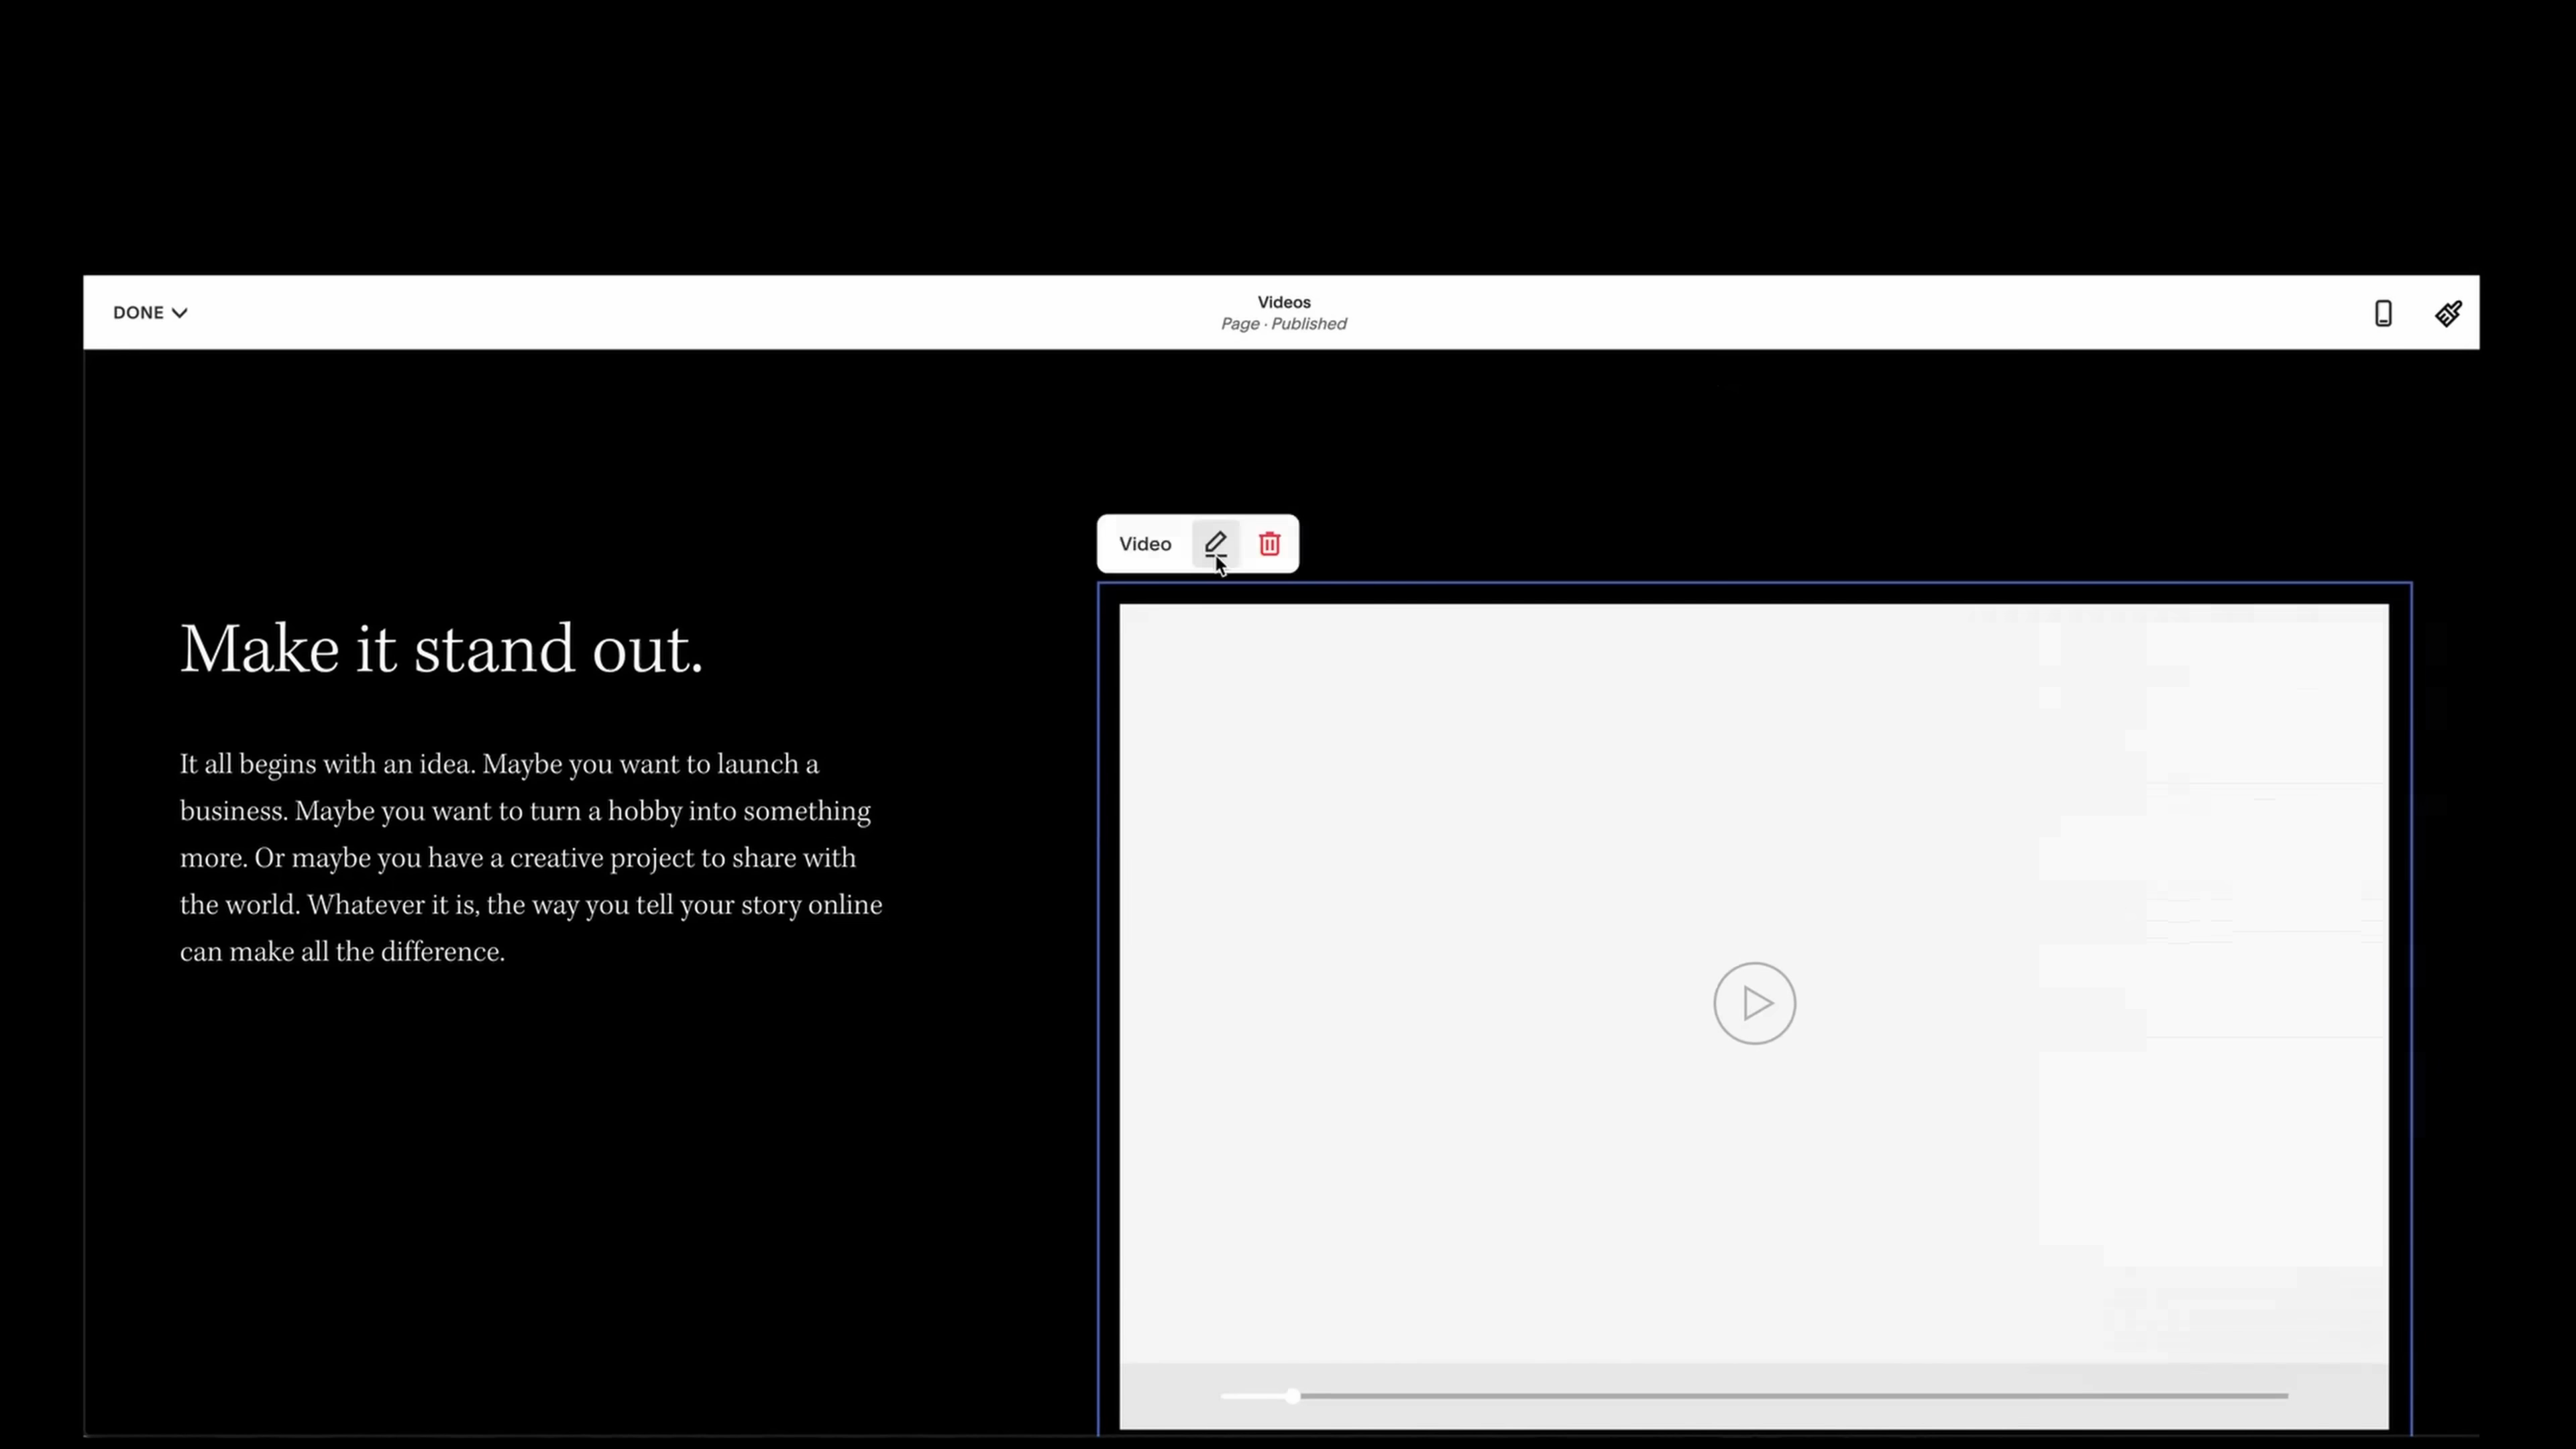 DONE
Videos
Page · Published
Video
Make it stand out.
It all begins with an idea. Maybe you want to launch a
business. Maybe you want to turn a hobby into something
more. Or maybe you have a creative project to share with
the world. Whatever it is, the way you tell your story online
can make all the difference.